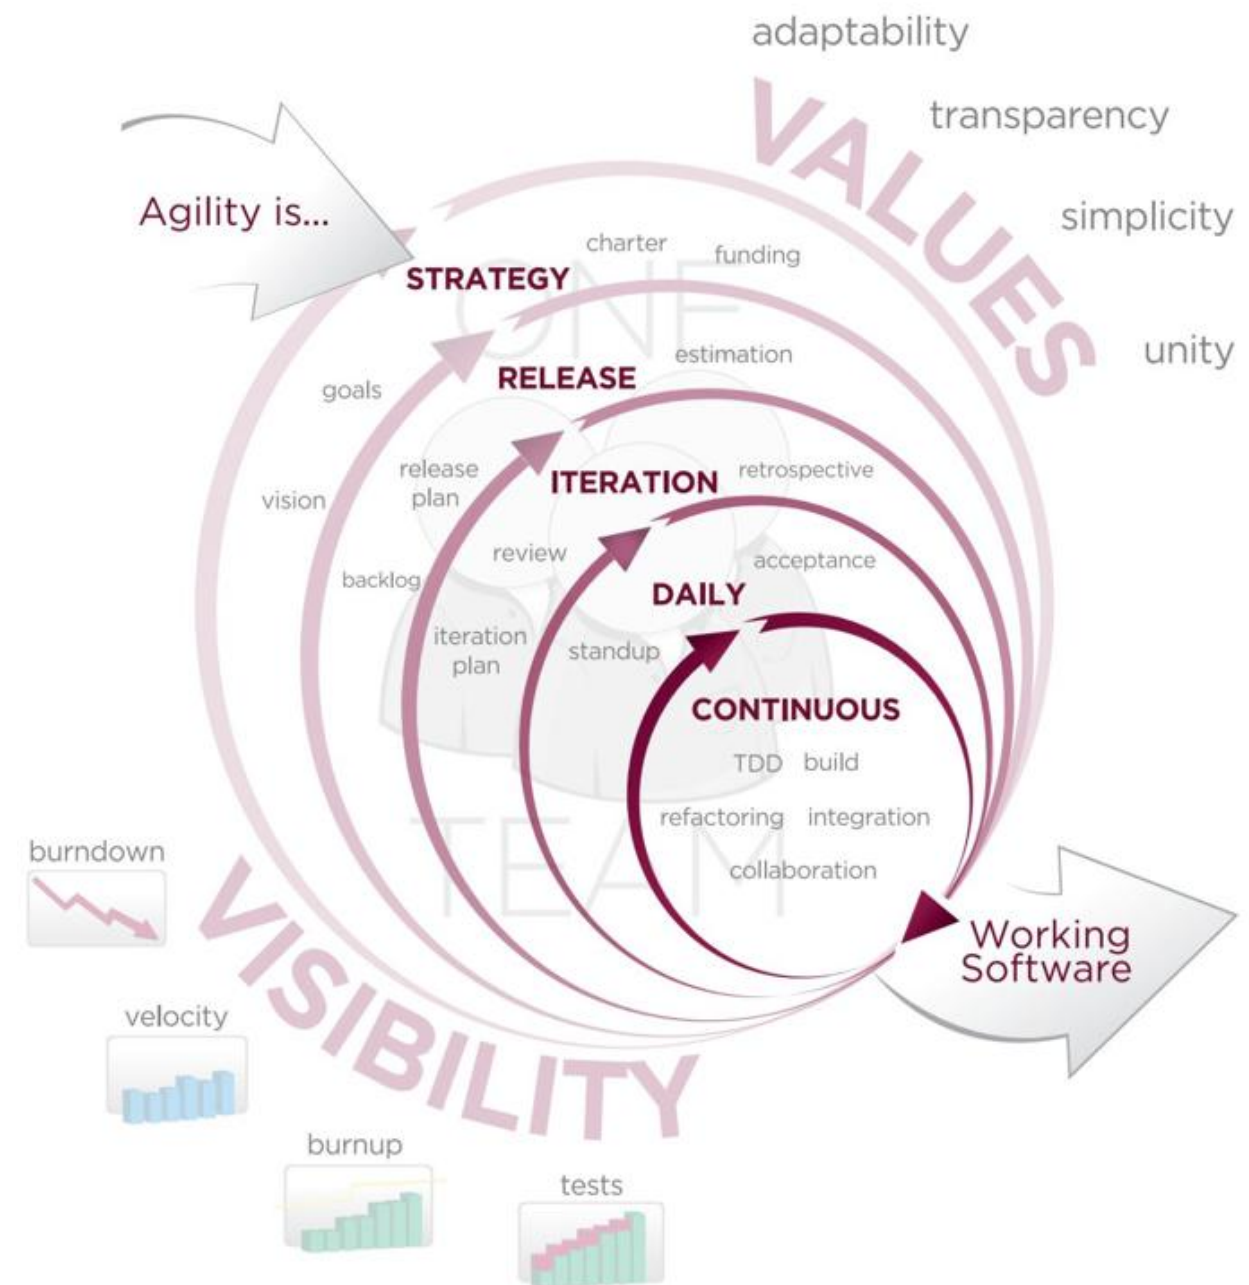 adaptability
VALUES
transparency
simplicity
unity
Agility is...
STRATEGY
charter
funding
goals
vision
RELEASE
estimation
release
plan
backlog
ITERATION
retrospective
review
iteration
plan
DAILY
acceptance
standup
CONTINUOUS
TDD build
refactoring integration
collaboration
ONE
TEAM
Working
Software
VISIBILITY
burndown
velocity
burnup
tests